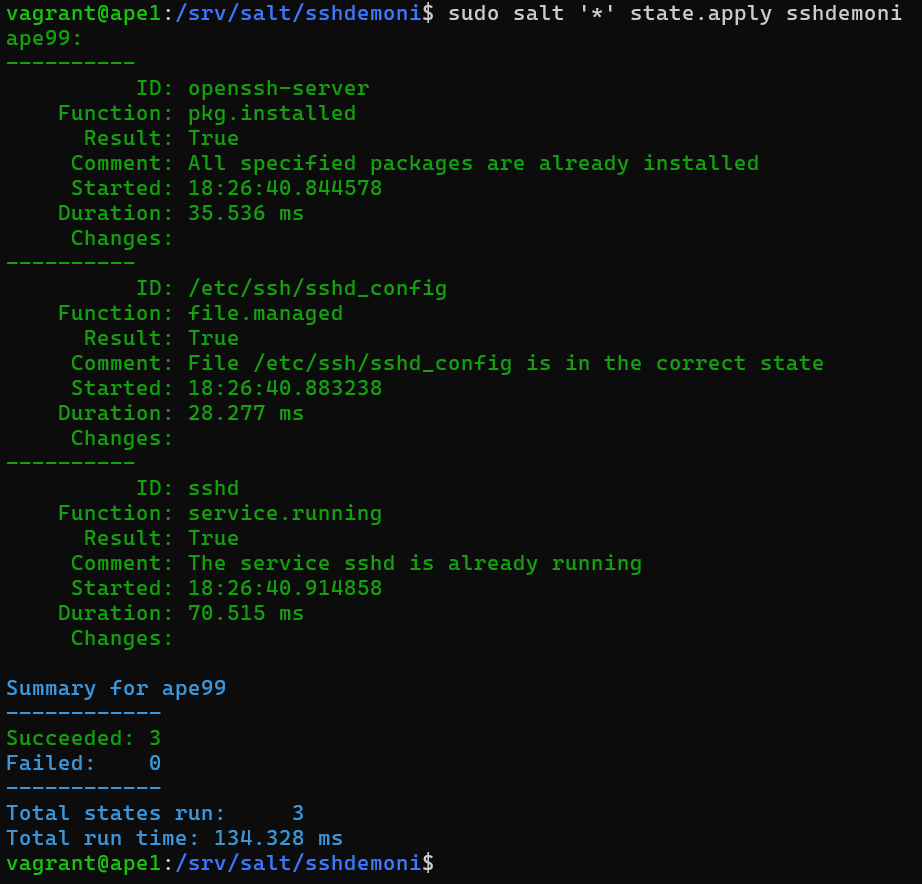 vagrant@ape1:/srv/salt/sshdemoni$ sudo salt '*' state.apply sshdemoni
ape99:
----------
          ID: openssh-server
    Function: pkg.installed
      Result: True
     Comment: All specified packages are already installed
     Started: 18:26:40.844578
    Duration: 35.536 ms
     Changes:
----------
          ID: /etc/ssh/sshd_config
    Function: file.managed
      Result: True
     Comment: File /etc/ssh/sshd_config is in the correct state
     Started: 18:26:40.883238
    Duration: 28.277 ms
     Changes:
----------
          ID: sshd
    Function: service.running
      Result: True
     Comment: The service sshd is already running
     Started: 18:26:40.914858
    Duration: 70.515 ms
     Changes:

Summary for ape99
------------
Succeeded: 3
Failed:    0
------------
Total states run:     3
Total run time: 134.328 ms
vagrant@ape1:/srv/salt/sshdemoni$